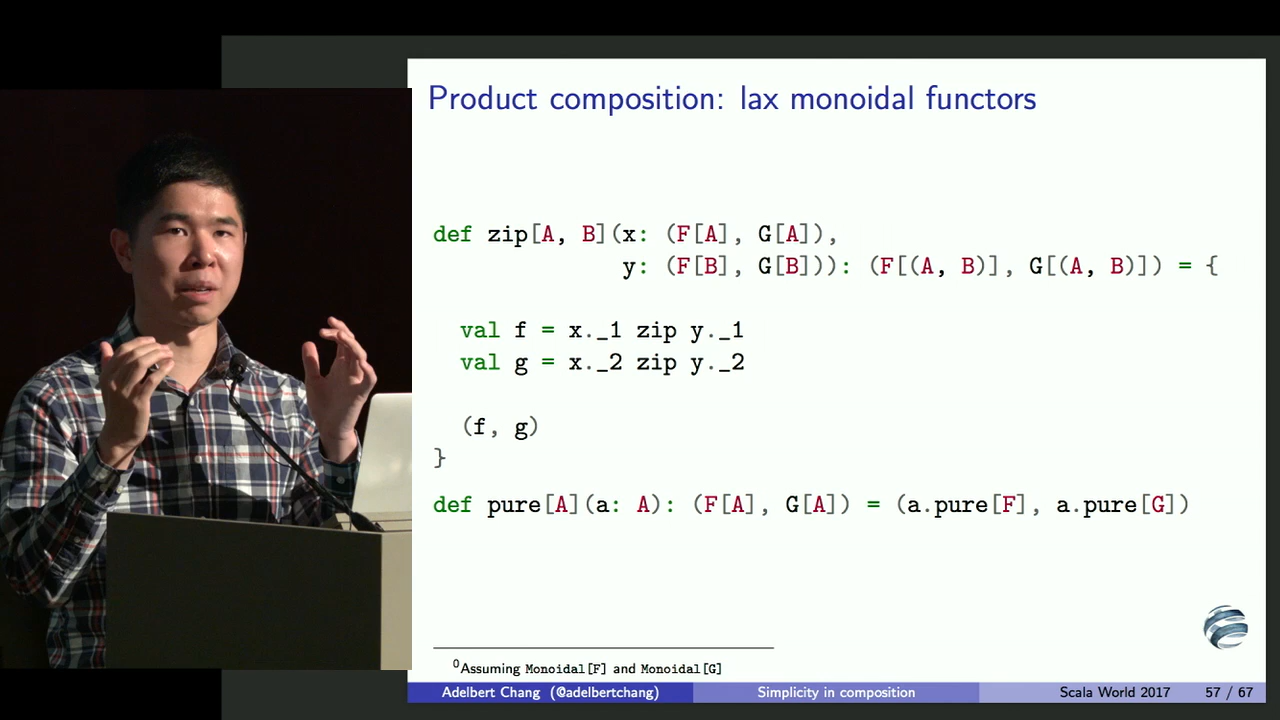 Product composition: lax monoidal functors
def zip[A, B](x: (F[A], G[A]),
y: (F[B], G[B])): (F[(A, B)], G[(A, B)]) = {
val f = x._1 zip y._1
val g = x._2 zip y._2
(f, g)
}
def pure[A](a: A): (F[A], G[A]) = (a.pure[F], a.pure[G])
0Assuming Monoidal[F] and Monoidal[G]
Adelbert Chang (@adelbertchang) Simplicity in composition Scala World 2017 57 / 67